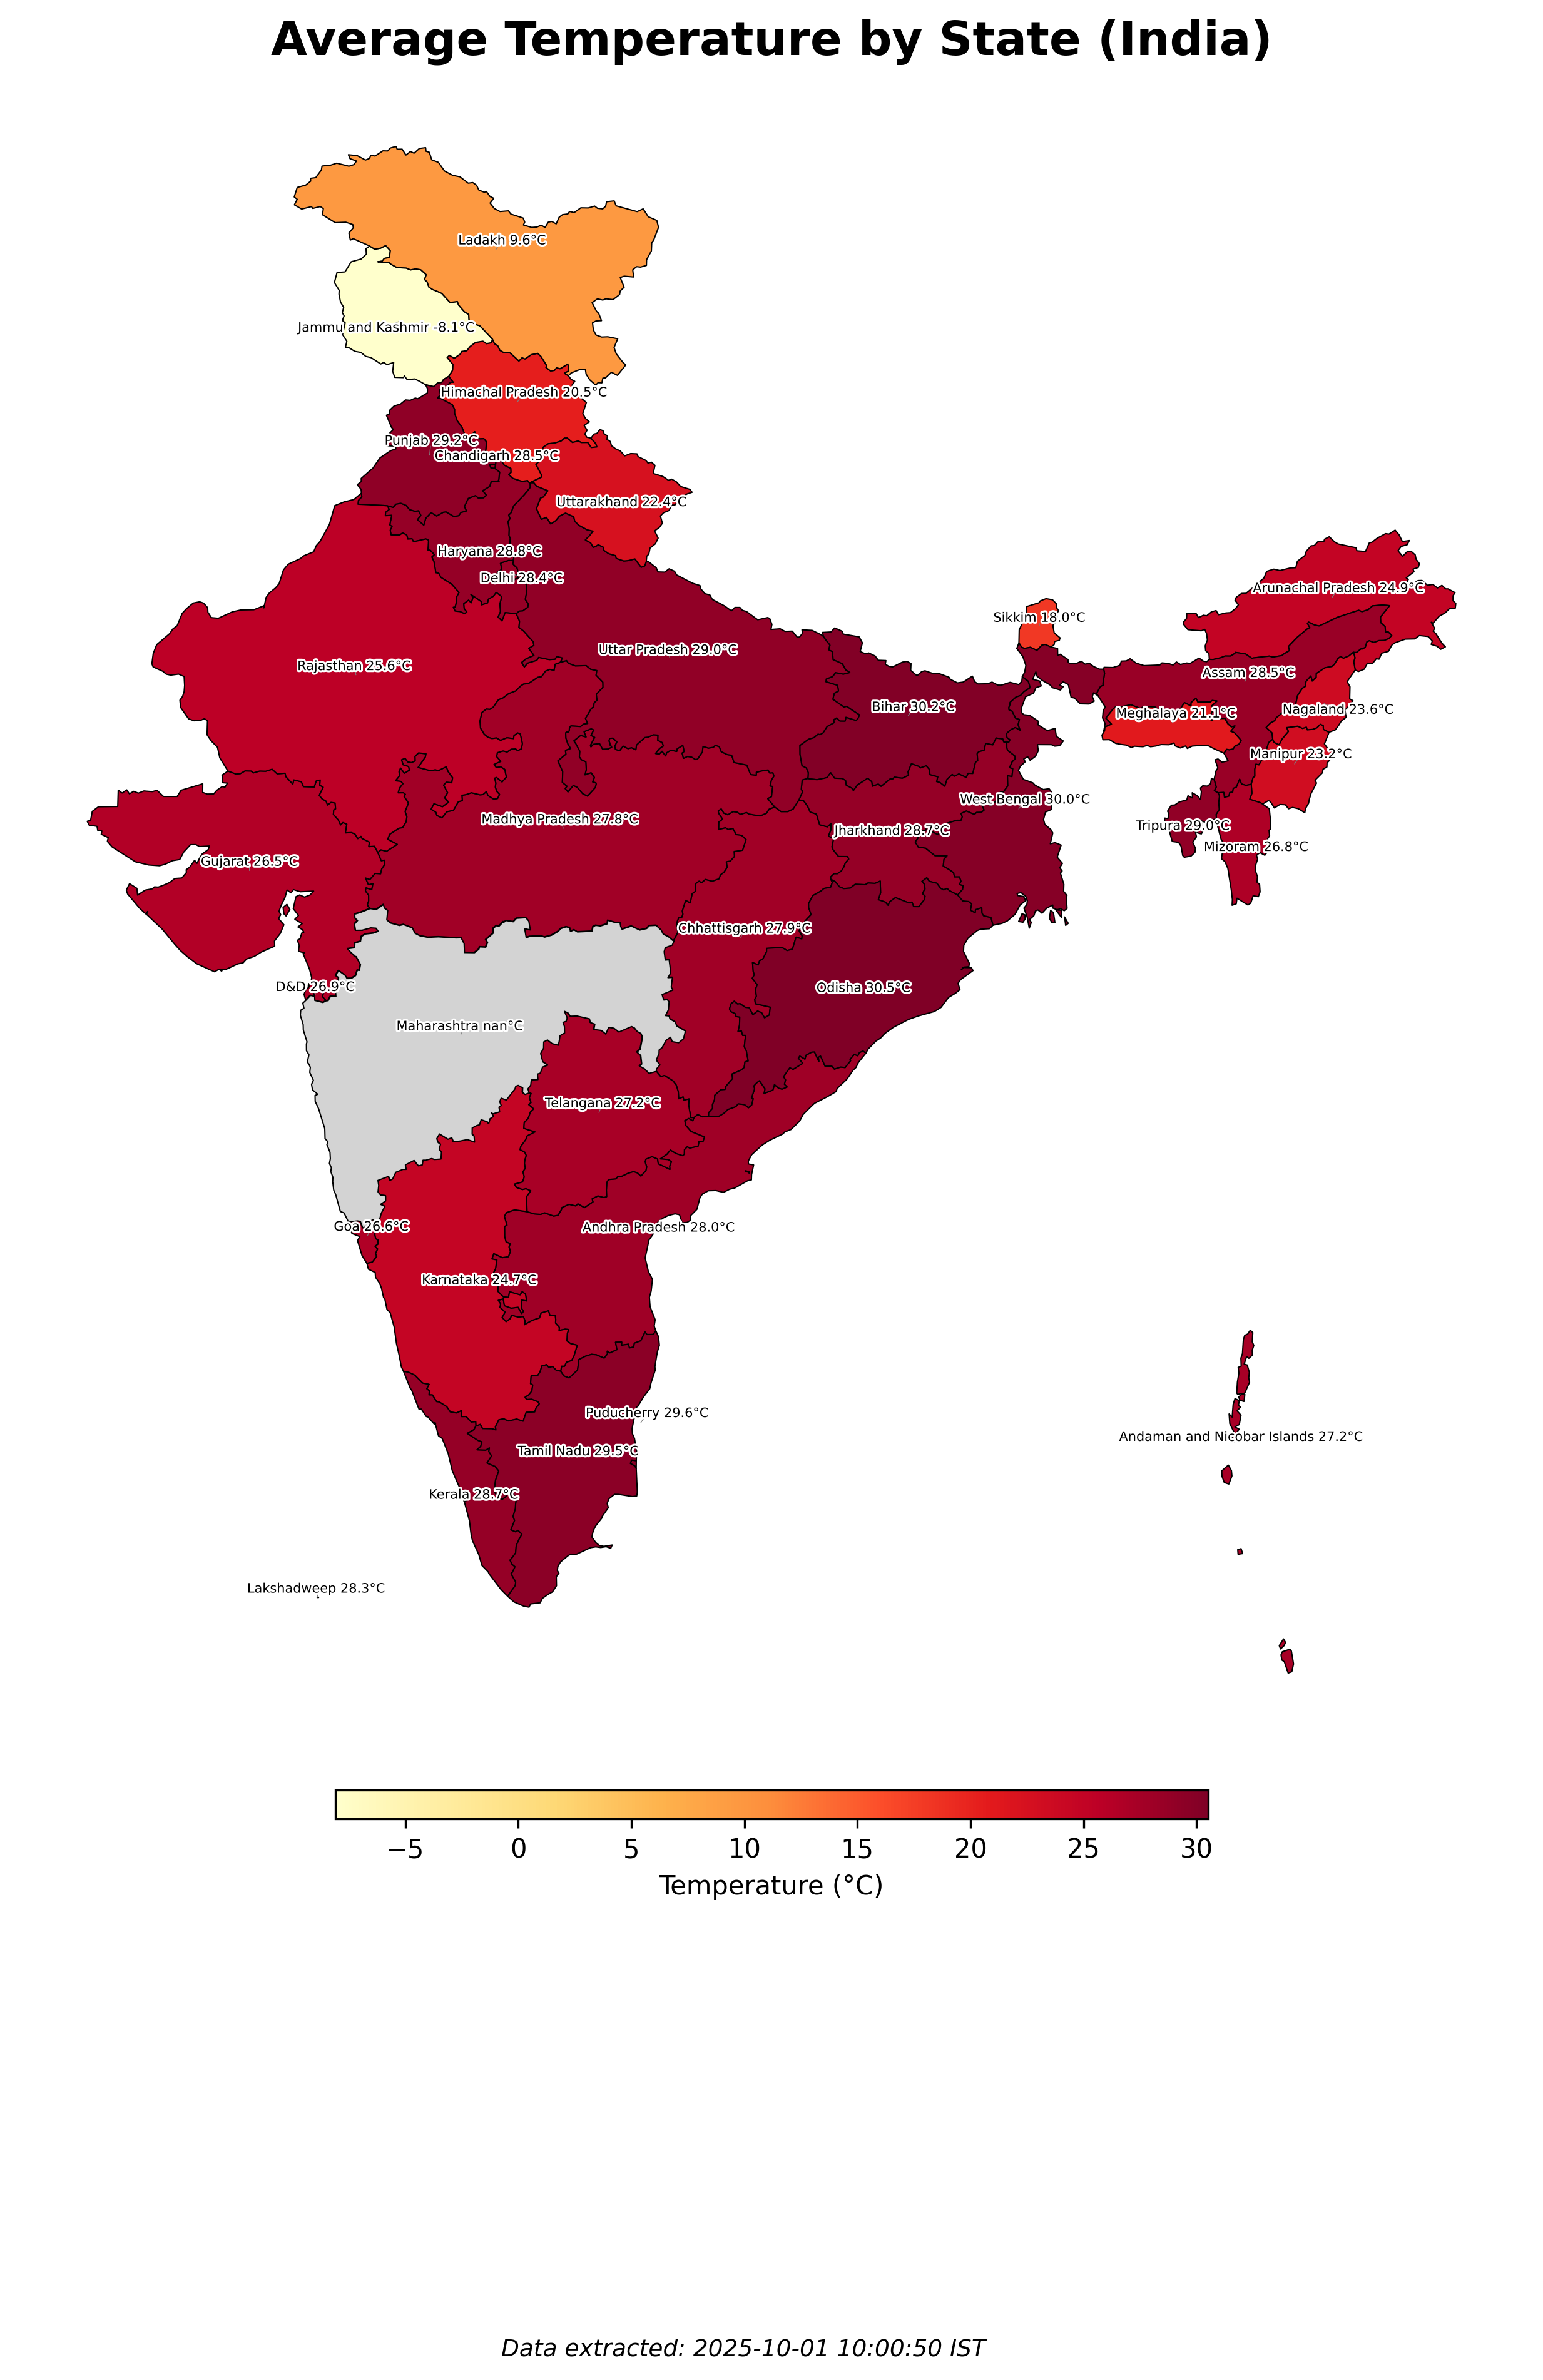 Average Temperature by State (India)
Ladakh 9.6°C
Jammu and Kashmir -8.1°C
Himachal Pradesh 20.5°C
Punjab 29.2°C
Chandigarh 28.5°C
Uttarakhand 22.4°C
Haryana 28.8°C
Delhi 28.4°C
Arunachal Pradesh 24.9°C
Sikkim 18.0°C
Uttar Pradesh 29.0°C
Rajasthan 25.6°C
Assam 28.5°C
Bihar 30.2°C
Meghalaya 21.1°C
Nagaland 23.6°C
Manipur 23.2°C
West Bengal 30.0°C
Madhya Pradesh 27.8°C
Jharkhand 28.7°C
Tripura 29.0°C
Mizoram 26.8°C
Gujarat 26.5°C
Chhattisgarh 27.9°C
D&D 26.9°C
Odisha 30.5°C
Maharashtra nan°C
Telangana 27.2°C
Goa 26.6°C
Andhra Pradesh 28.0°C
Karnataka 24.7°C
Puducherry 29.6°C
Andaman and Nicobar Islands 27.2°C
Tamil Nadu 29.5°C
Kerala 28.7°C
Lakshadweep 28.3°C
−5 0 5 10 15 20 25 30
Temperature (°C)
Data extracted: 2025-10-01 10:00:50 IST